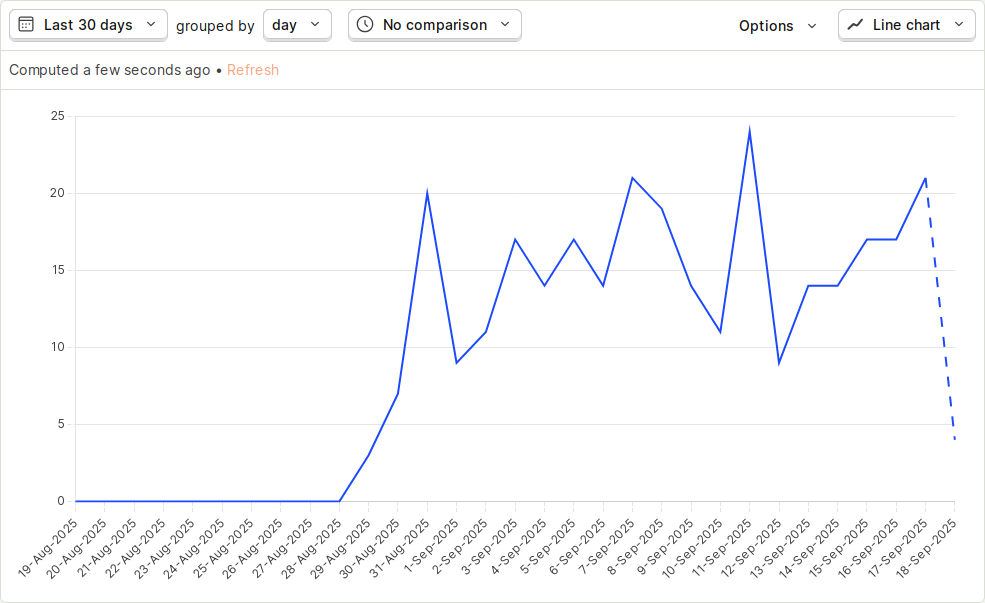 Last 30 days grouped by day No comparison Options Line chart
Computed a few seconds ago • Refresh
25
20
15
10
5
0
19-Aug-2025
20-Aug-2025
21-Aug-2025
22-Aug-2025
23-Aug-2025
24-Aug-2025
25-Aug-2025
26-Aug-2025
27-Aug-2025
28-Aug-2025
29-Aug-2025
30-Aug-2025
31-Aug-2025
1-Sep-2025
2-Sep-2025
3-Sep-2025
4-Sep-2025
5-Sep-2025
6-Sep-2025
7-Sep-2025
8-Sep-2025
9-Sep-2025
10-Sep-2025
11-Sep-2025
12-Sep-2025
13-Sep-2025
14-Sep-2025
15-Sep-2025
16-Sep-2025
17-Sep-2025
18-Sep-2025